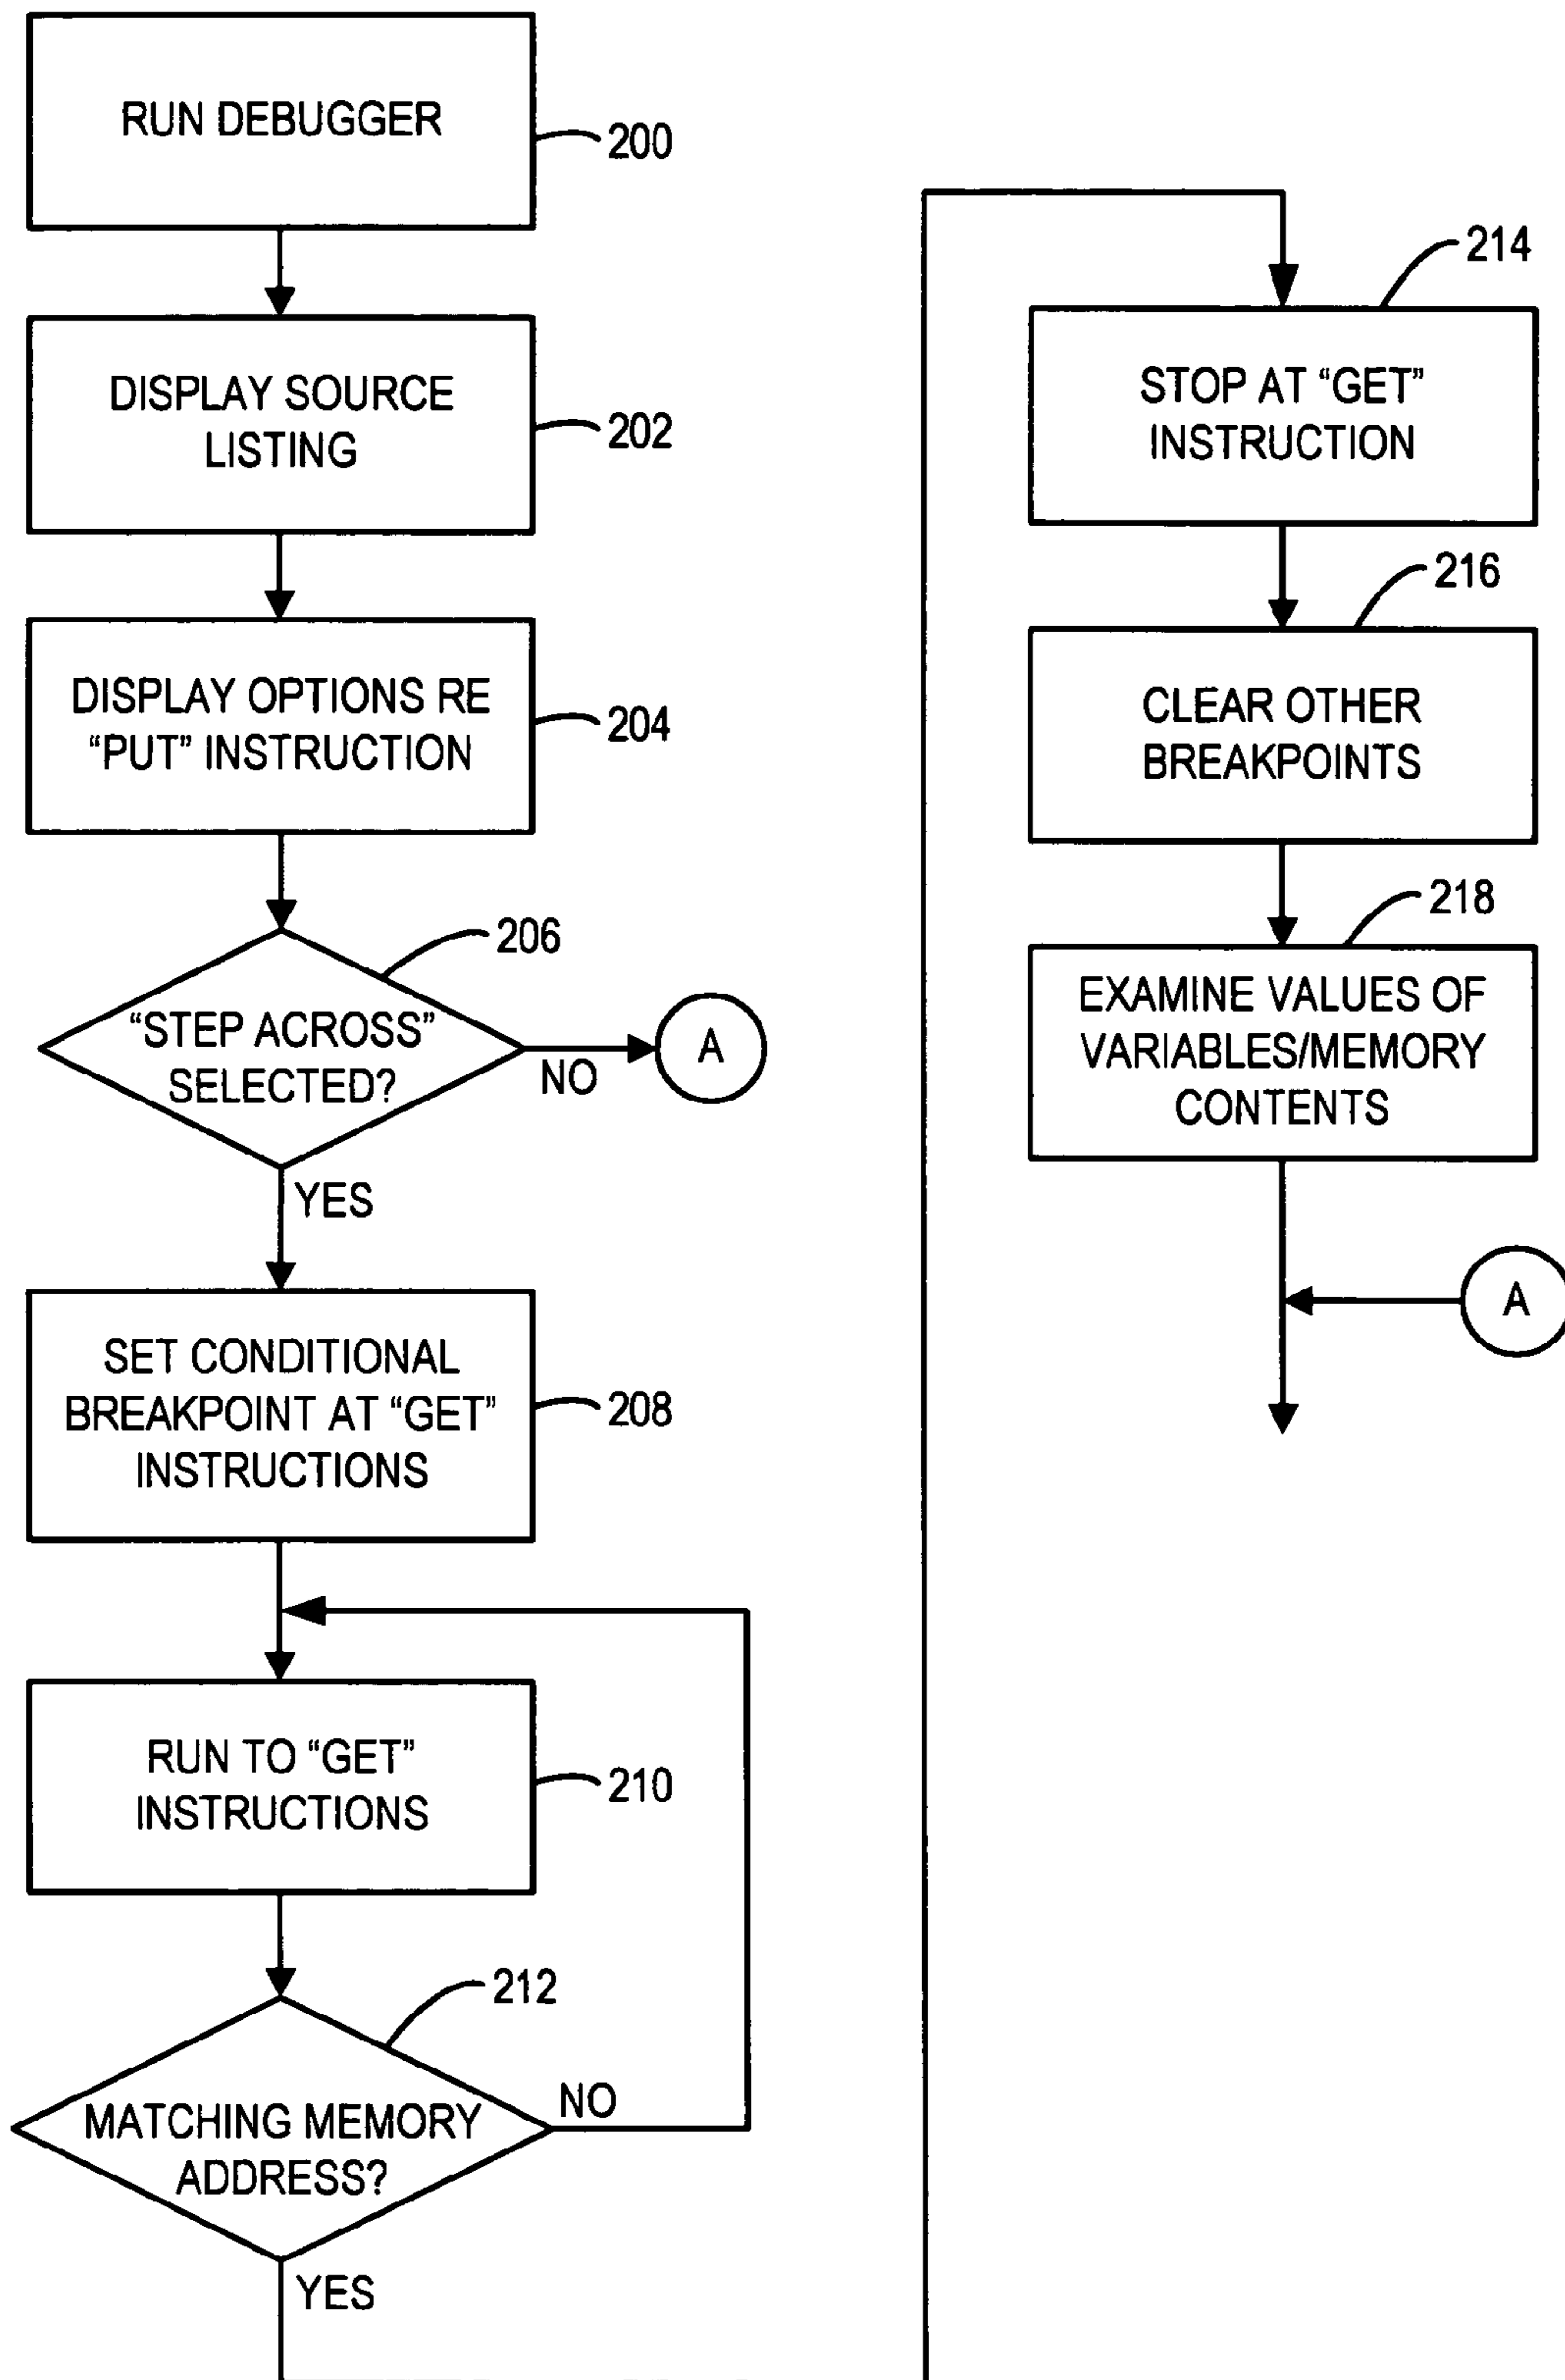 RUN DEBUGGER
200
DISPLAY SOURCE
LISTING
202
DISPLAY OPTIONS RE
“PUT” INSTRUCTION
204
206
“STEP ACROSS”
SELECTED?
NO
A
YES
SET CONDITIONAL
BREAKPOINT AT “GET”
INSTRUCTIONS
208
RUN TO “GET”
INSTRUCTIONS
210
212
MATCHING MEMORY
ADDRESS?
NO
YES
214
STOP AT “GET”
INSTRUCTION
216
CLEAR OTHER
BREAKPOINTS
218
EXAMINE VALUES OF
VARIABLES/MEMORY
CONTENTS
A